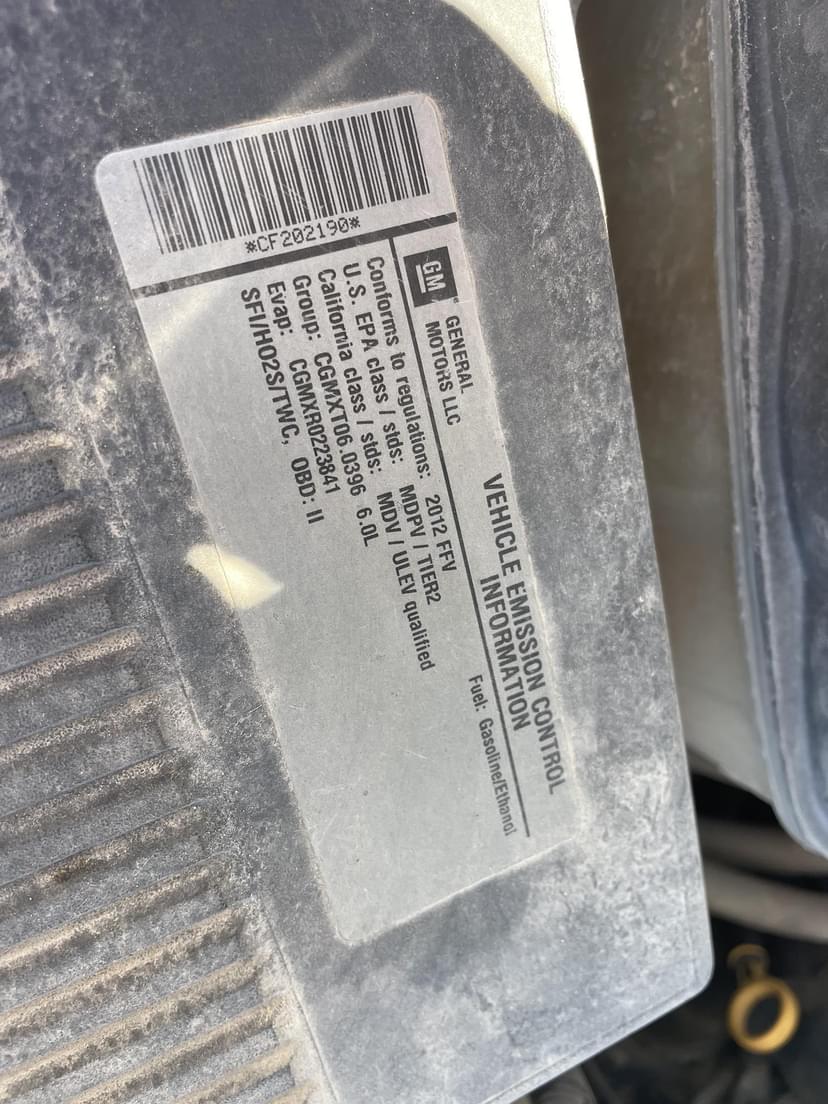 *CF202190*
GM
GENERAL
MOTORS LLC
VEHICLE EMISSION CONTROL
INFORMATION
Conforms to regulations: 2012 FFV
Fuel: Gasoline/Ethanol
U.S. EPA class / stds: MDPV / TIER2
California class / stds: MDV / ULEV qualified
Group: CGMXT06.0396 6.0L
Evap: CGMXR0223841
SFI/HO2S/TWC, OBD: II